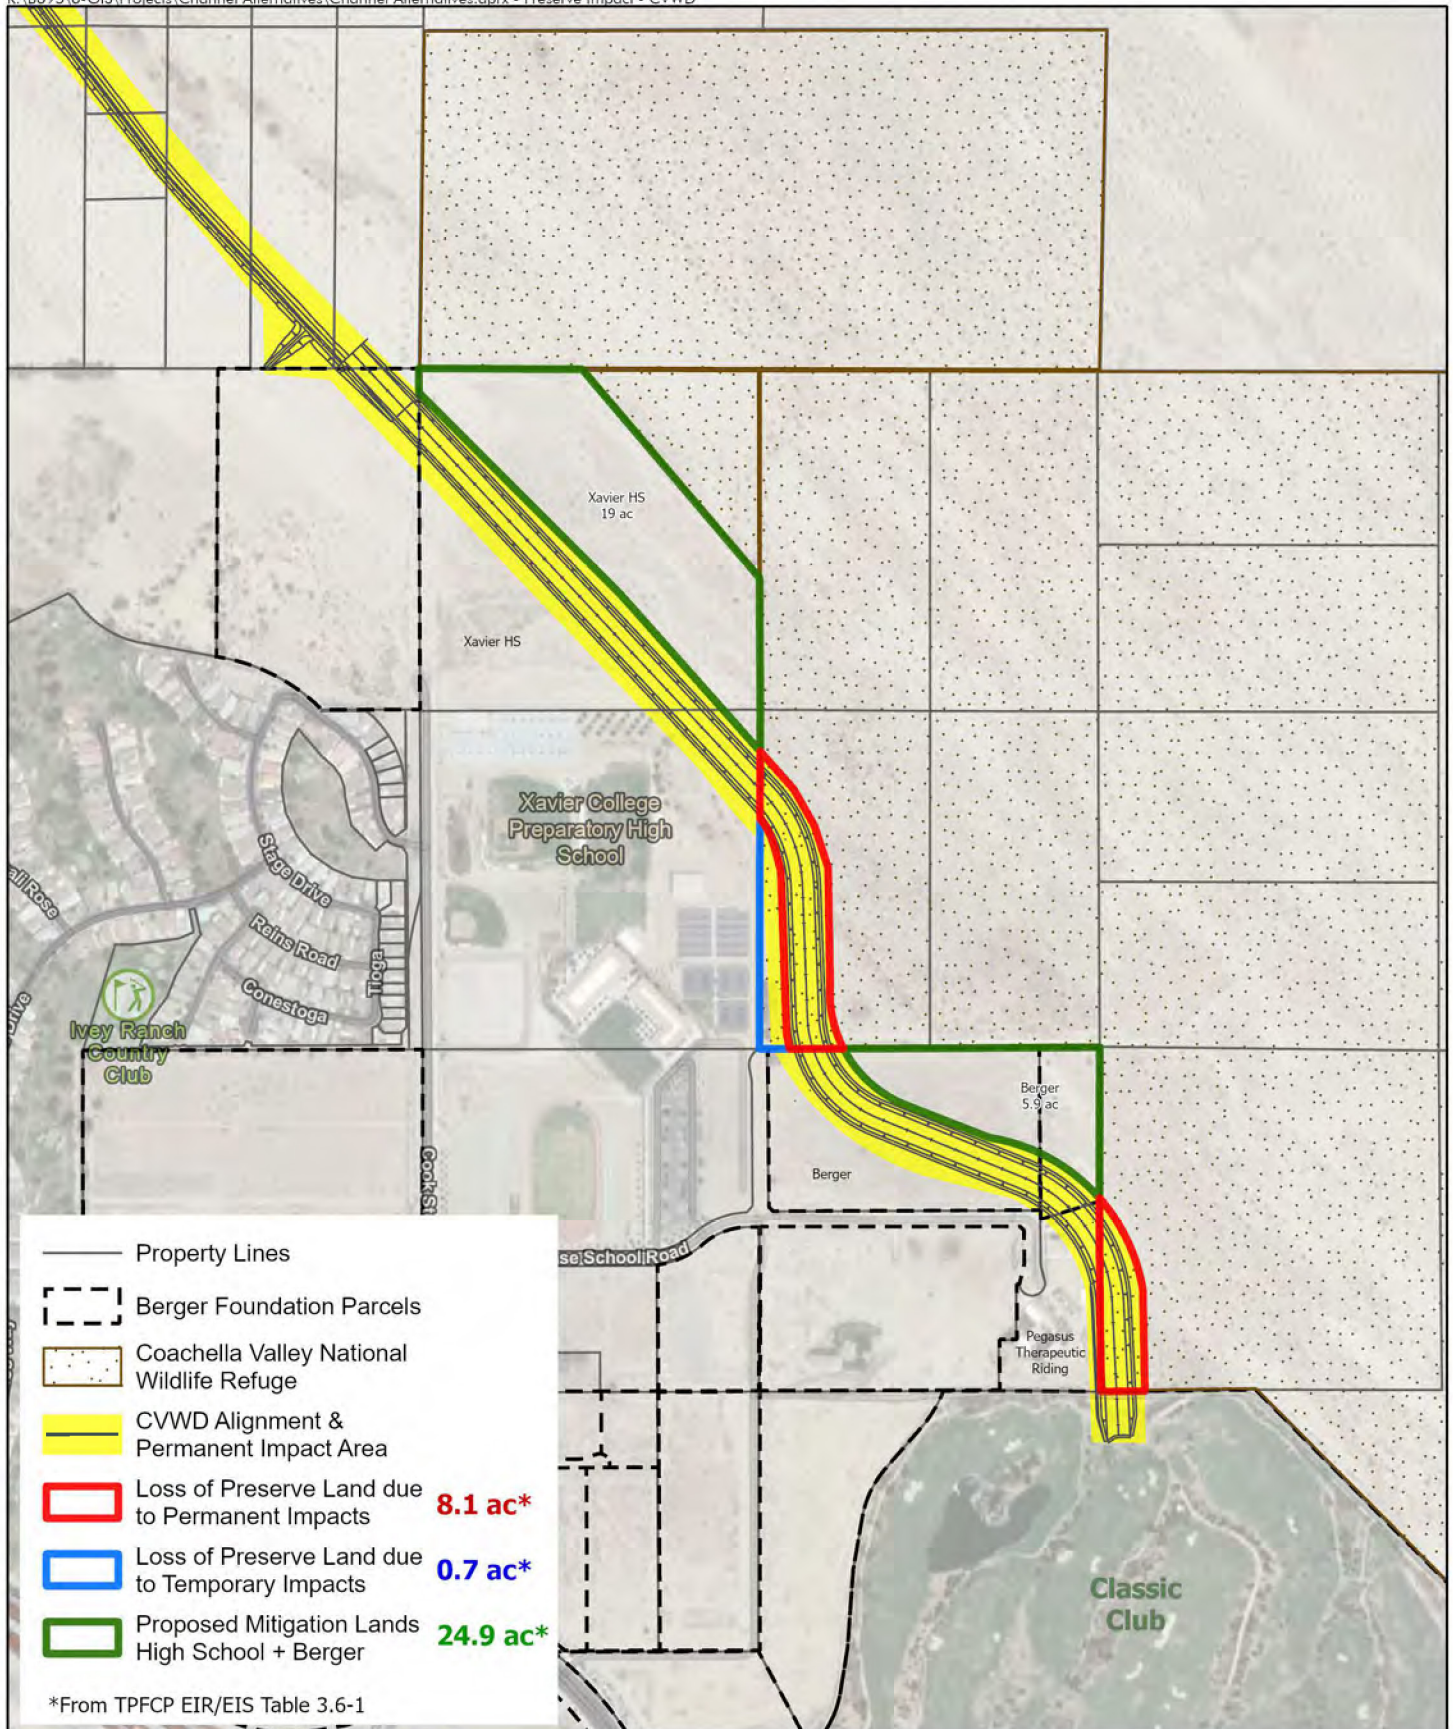 Xavier HS
19 ac
Xavier HS
Xavier College
Preparatory High
School
Stage Drive
Reins Road
Conestoga
Tioga
al Rose
Drive
Ivey Ranch
Country
Club
Berger
5.9 ac
Berger
Cook St
se School Road
Pegasus
Therapeutic
Riding
Classic
Club
Property Lines
Berger Foundation Parcels
Coachella Valley National
Wildlife Refuge
CVWD Alignment &
Permanent Impact Area
Loss of Preserve Land due
to Permanent Impacts
8.1 ac*
Loss of Preserve Land due
to Temporary Impacts
0.7 ac*
Proposed Mitigation Lands
High School + Berger
24.9 ac*
*From TPFCP EIR/EIS Table 3.6-1